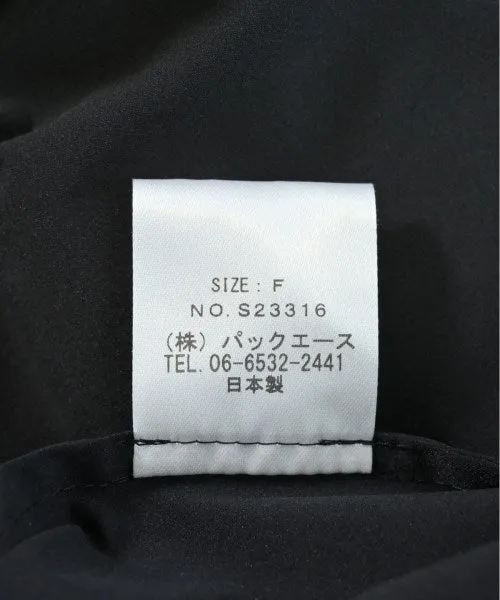 SIZE : F
NO. S23316
(株) パックエース
TEL. 06-6532-2441
日本製